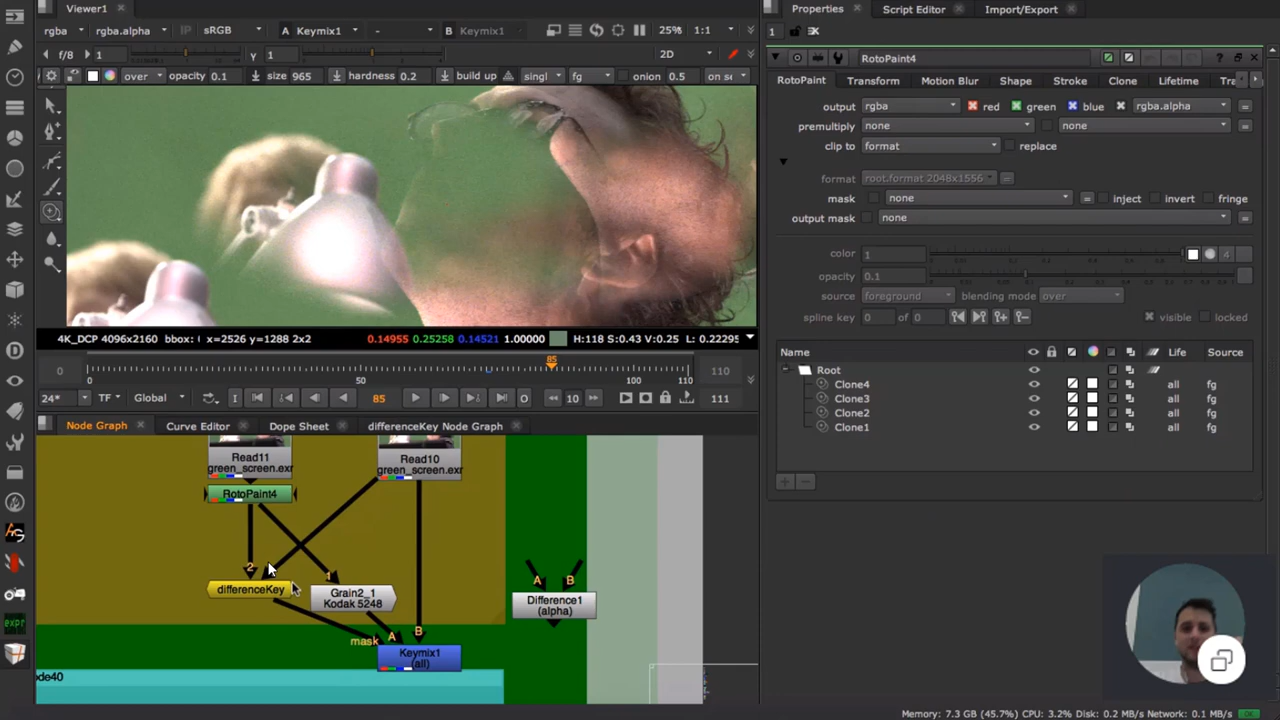 Viewer1
rgba rgba.alpha IP sRGB A Keymix1 - B Keymix1 25% 1:1
f/8 1 Y 1 2D
over opacity 0.1 size 965 hardness 0.2 build up singl fg onion 0.5 on s
4K_DCP 4096x2160 bbox: ( x=2526 y=1288 2x2 0.14955 0.25258 0.14521 1.00000 H:118 S:0.43 V:0.25 L: 0.22295
85
0 0 50 100 110 110
24* TF Global I 85 O 10 111
Node Graph Curve Editor Dope Sheet differenceKey Node Graph
Read11
green_screen.exr
Read10
green_screen.exr
RotoPaint4
2 1
differenceKey
Grain2_1
Kodak 5248
A B
Difference1
(alpha)
mask A B
Keymix1
(all)
ode40
Properties Script Editor Import/Export
1
RotoPaint4
RotoPaint Transform Motion Blur Shape Stroke Clone Lifetime Tra
output rgba red green blue rgba.alpha =
premultiply none none =
clip to format replace
format root.format 2048x1556 =
mask none = inject invert fringe
output mask none =
color 1 4
opacity 0.1
source foreground blending mode over
spline key 0 of 0 visible locked
Name Life Source
Root
Clone4 all fg
Clone3 all fg
Clone2 all fg
Clone1 all fg
expr
Memory: 7.3 GB (45.7%) CPU: 3.2% Disk: 0.2 MB/s Network: 0.1 MB/s